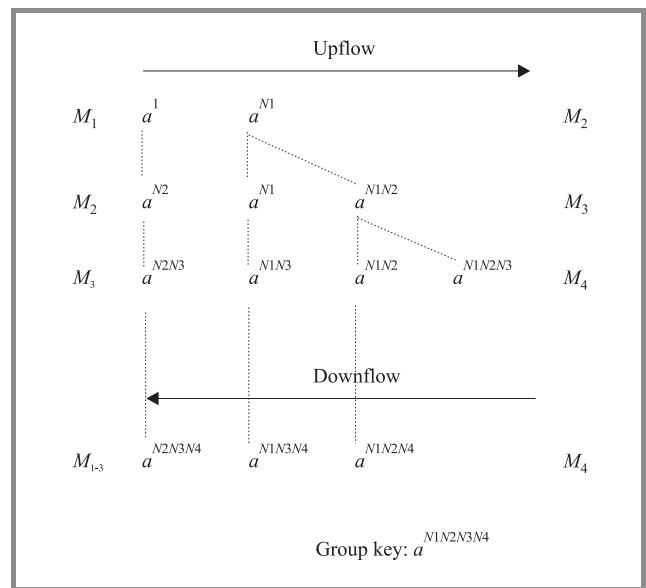 Upflow
M₁ a¹ a^N1 M₂
M₂ a^N2 a^N1 a^N1N2 M₃
M₃ a^N2N3 a^N1N3 a^N1N2 a^N1N2N3 M₄
Downflow
M₁₋₃ a^N2N3N4 a^N1N3N4 a^N1N2N4 M₄
Group key: a^N1N2N3N4